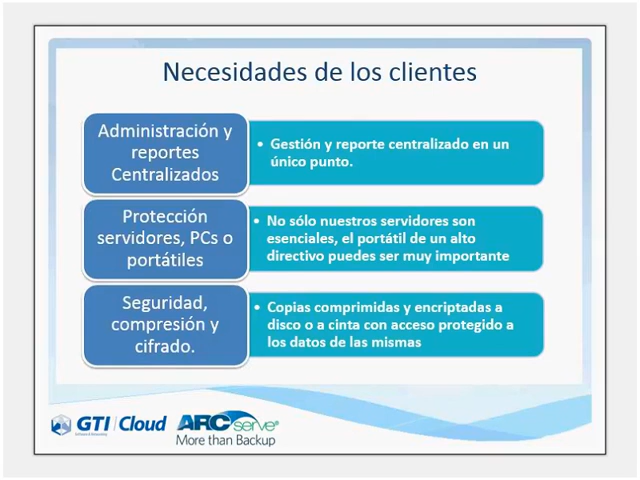 Necesidades de los clientes
Administración y
reportes
Centralizados
• Gestión y reporte centralizado en un
único punto.
Protección
servidores, PCs o
portátiles
• No sólo nuestros servidores son
esenciales, el portátil de un alto
directivo puedes ser muy importante
Seguridad,
compresión y
cifrado.
• Copias comprimidas y encriptadas a
disco o a cinta con acceso protegido a
los datos de las mismas
GTI | Cloud
ARCserve®
More than Backup